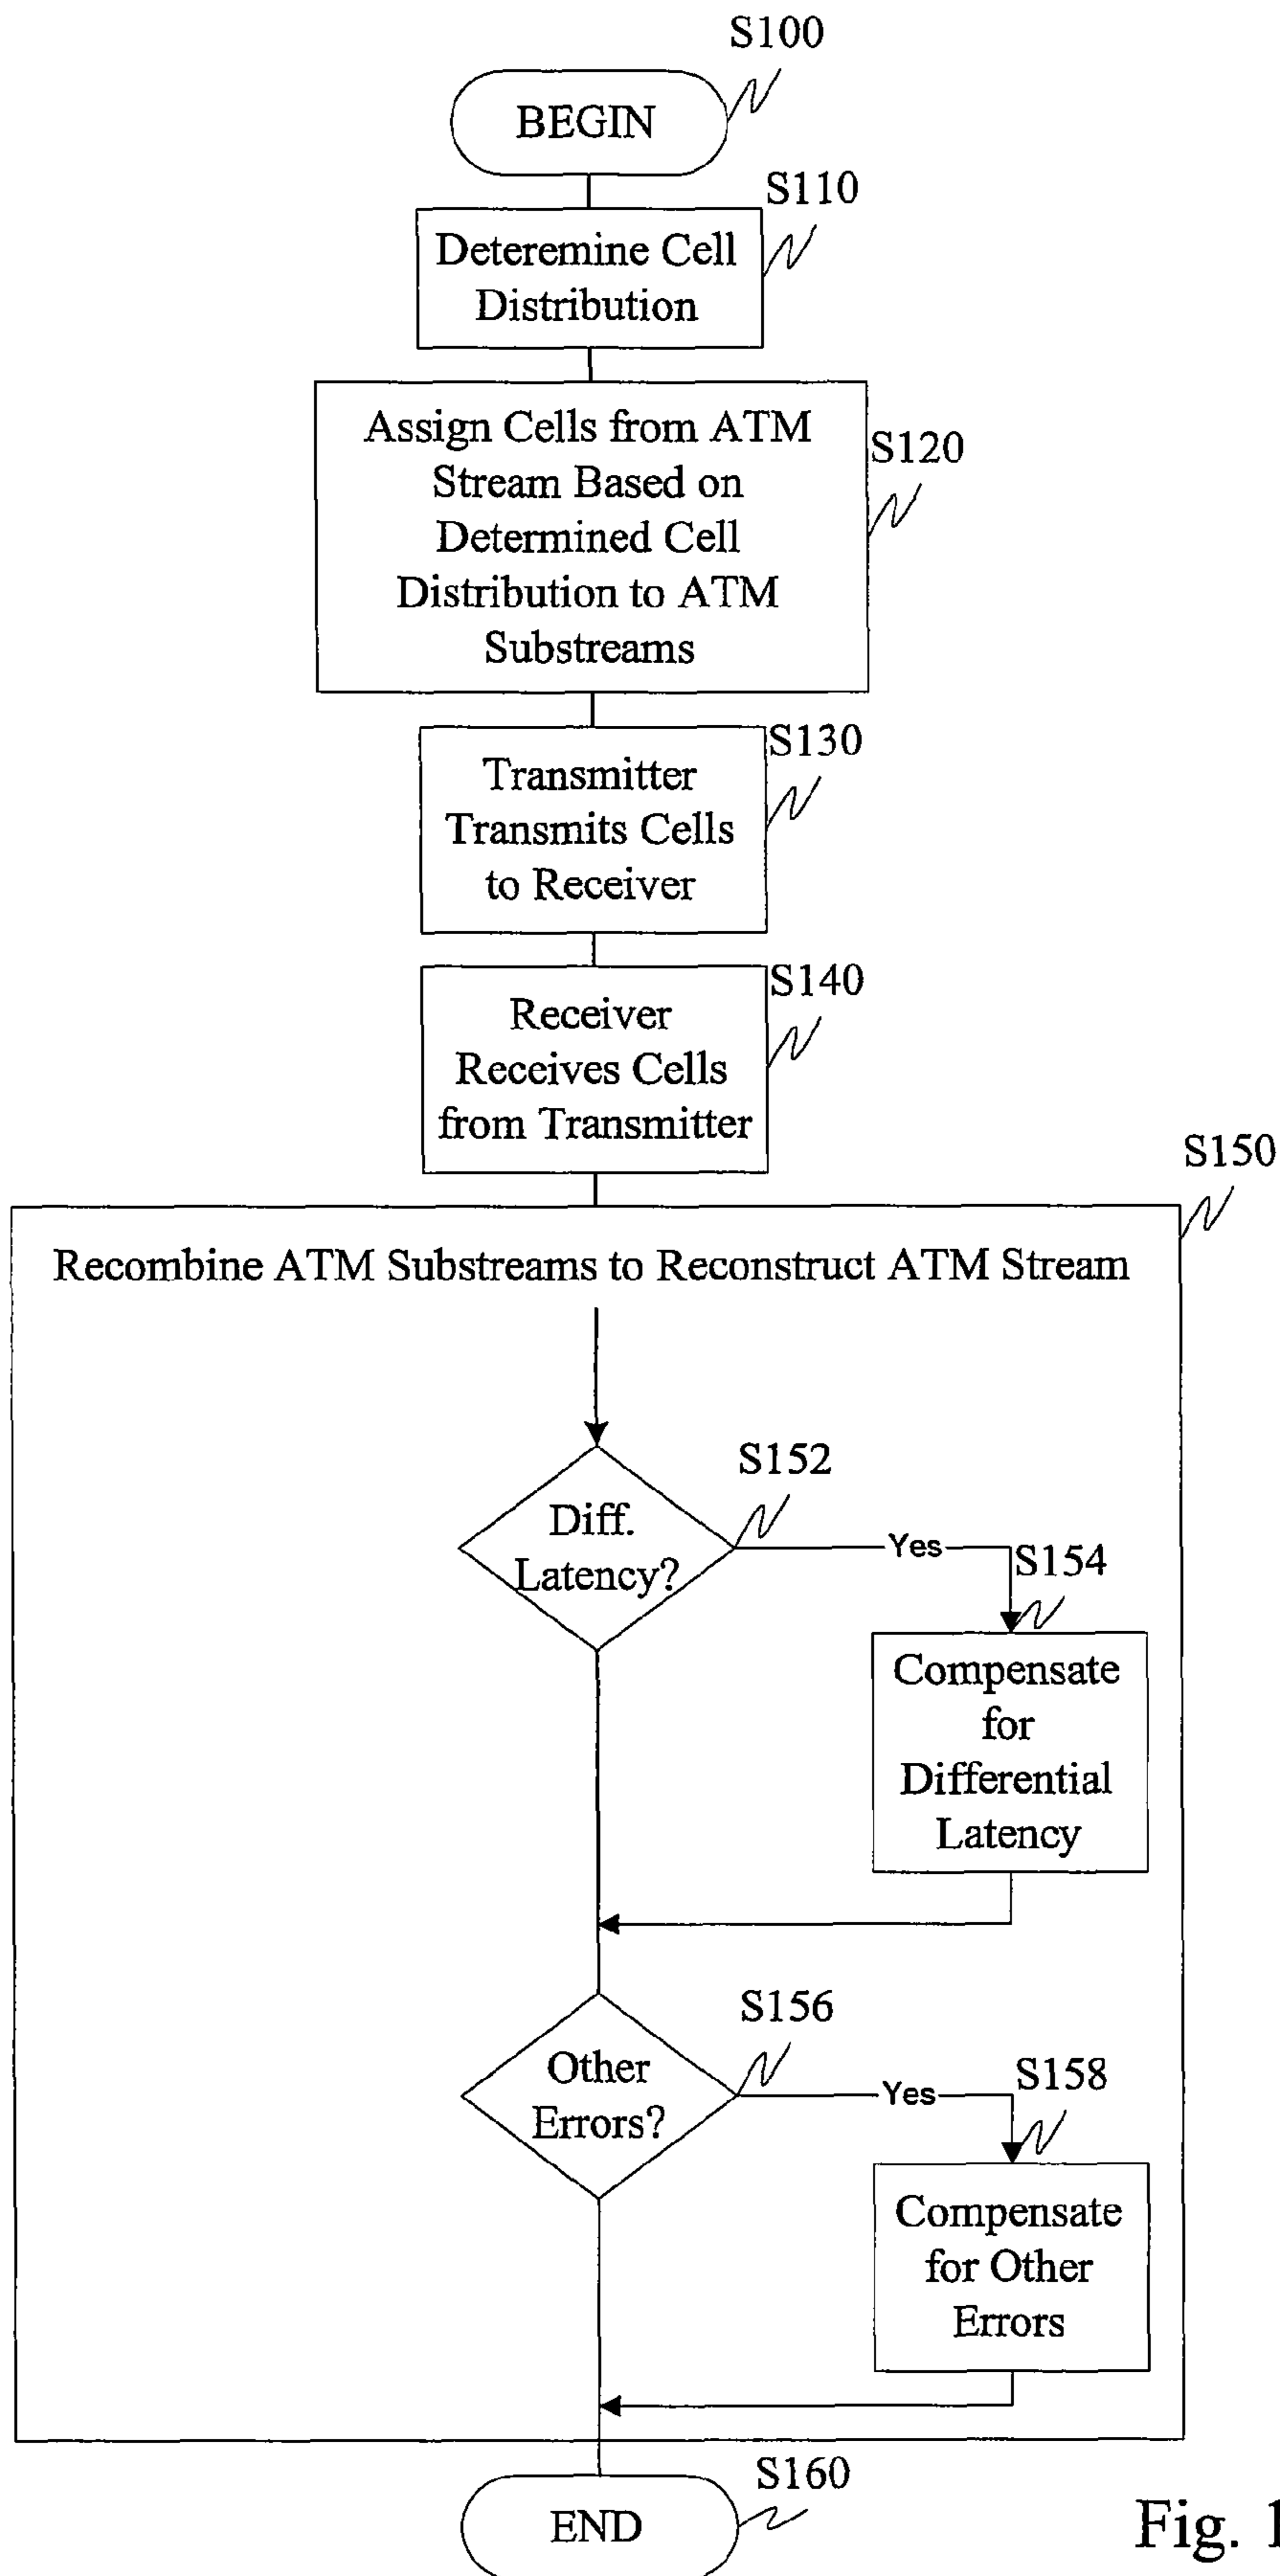 S100
BEGIN
S110
Deteremine Cell
Distribution
Assign Cells from ATM
Stream Based on
Determined Cell
Distribution to ATM
Substreams
S120
S130
Transmitter
Transmits Cells
to Receiver
S140
Receiver
Receives Cells
from Transmitter
S150
Recombine ATM Substreams to Reconstruct ATM Stream
S152
Diff.
Latency?
Yes
S154
Compensate
for
Differential
Latency
S156
Other
Errors?
Yes
S158
Compensate
for Other
Errors
S160
END
Fig. 1